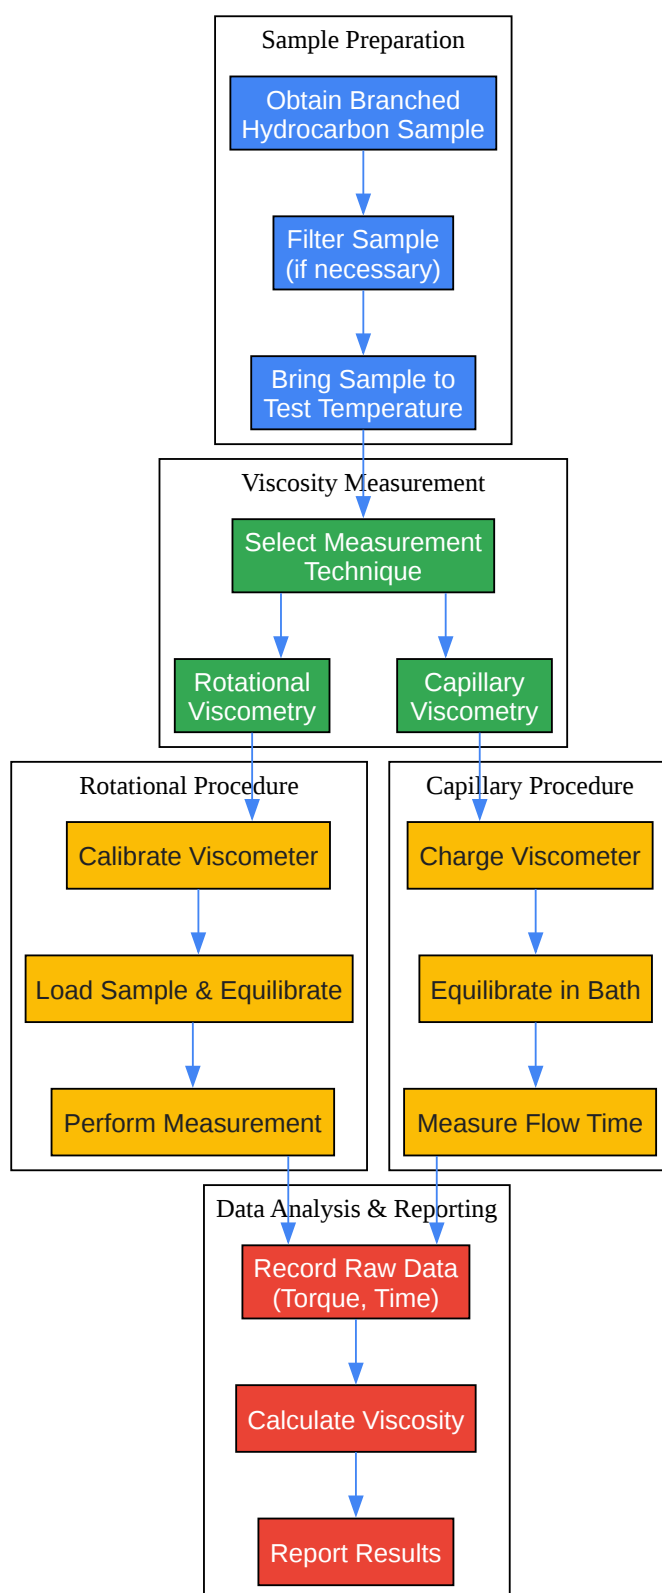 Sample Preparation
Obtain Branched
Hydrocarbon Sample
Filter Sample
(if necessary)
Bring Sample to
Test Temperature
Viscosity Measurement
Select Measurement
Technique
Rotational
Viscometry
Capillary
Viscometry
Rotational Procedure
Calibrate Viscometer
Load Sample & Equilibrate
Perform Measurement
Capillary Procedure
Charge Viscometer
Equilibrate in Bath
Measure Flow Time
Data Analysis & Reporting
Record Raw Data
(Torque, Time)
Calculate Viscosity
Report Results